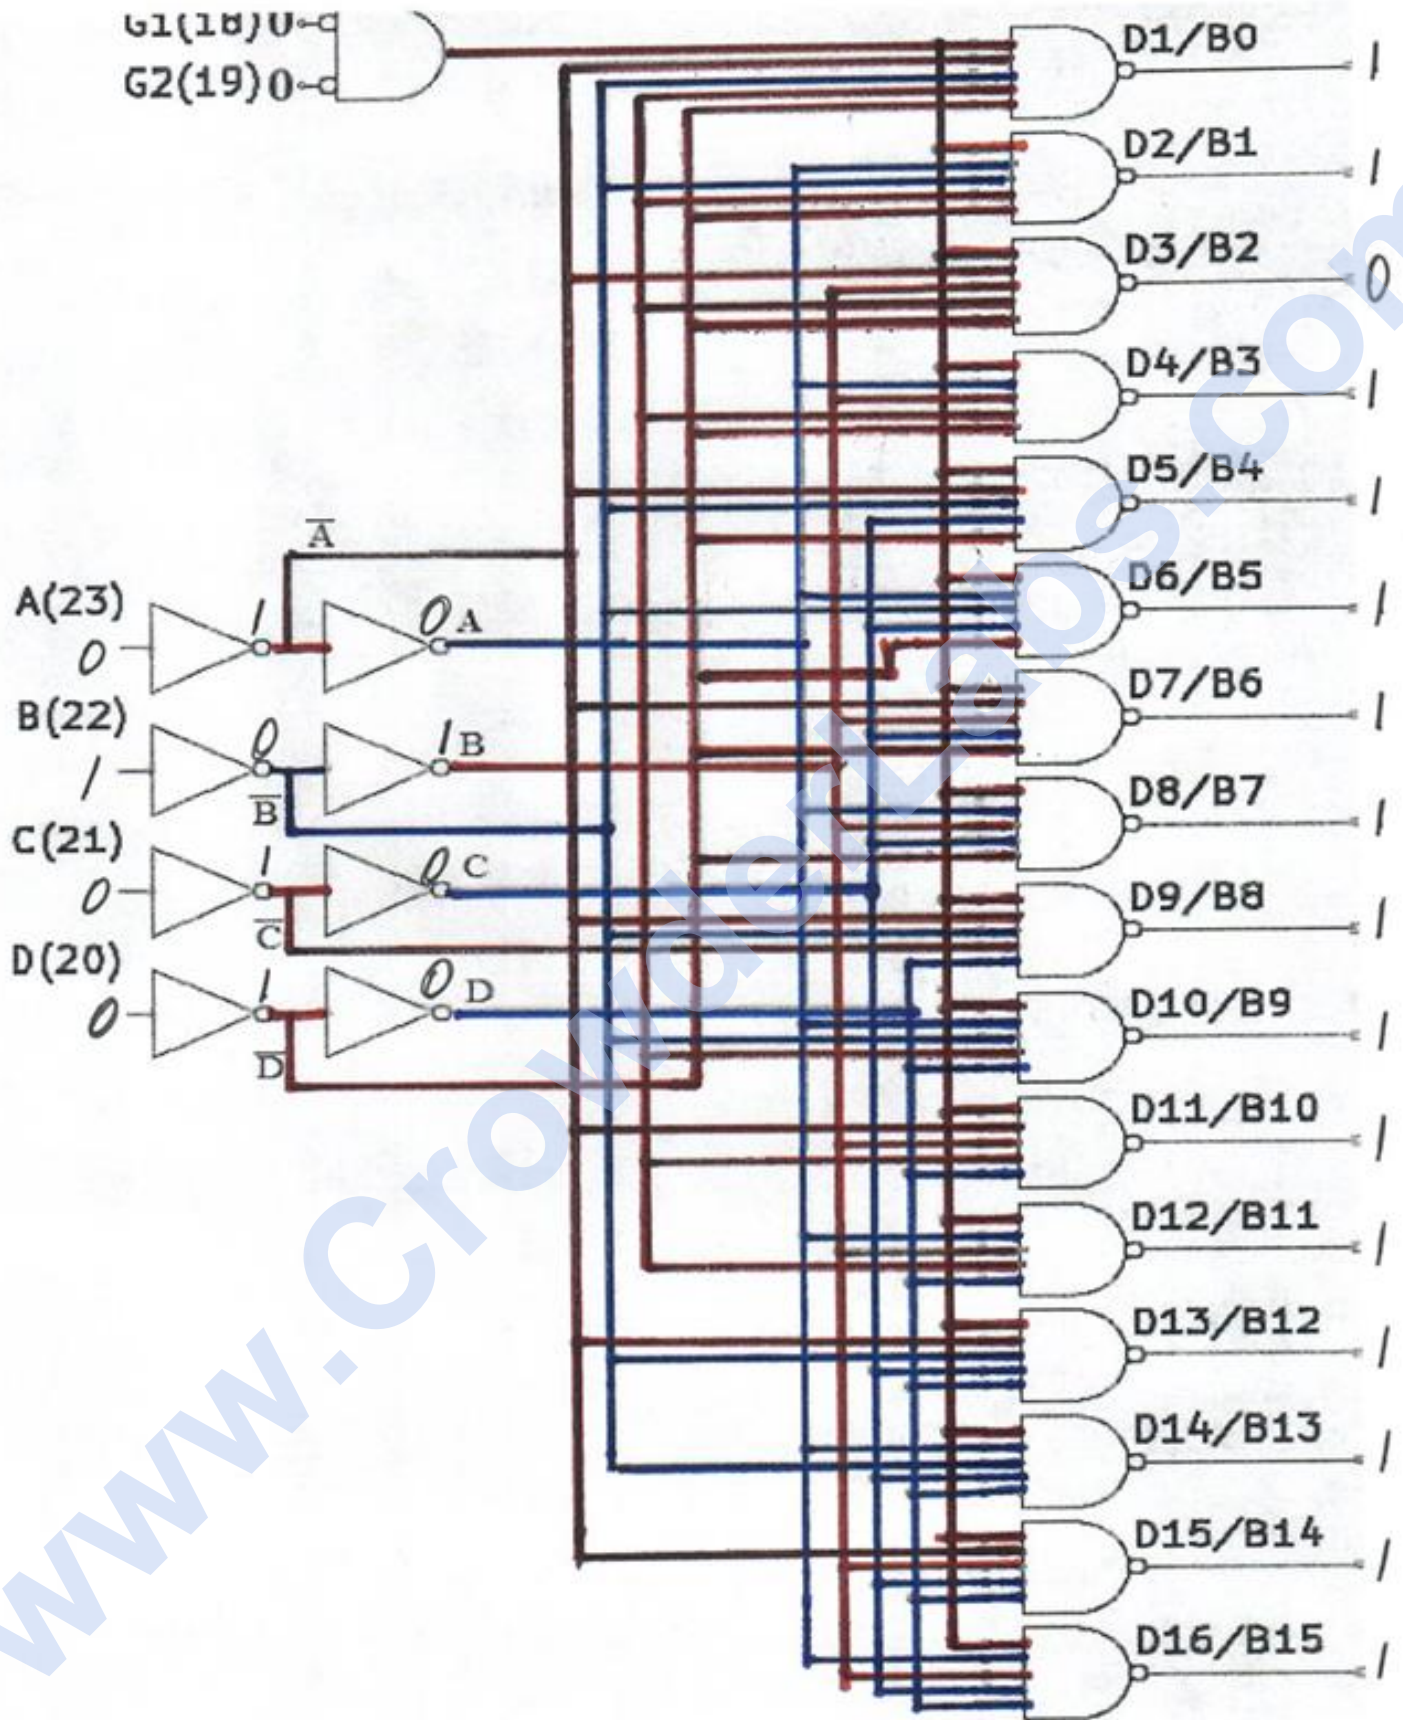 G1(18)0
G2(19)0
D1/B0 1
D2/B1 1
D3/B2 0
D4/B3 1
D5/B4 1
D6/B5 1
D7/B6 1
D8/B7 1
D9/B8 1
D10/B9 1
D11/B10 1
D12/B11 1
D13/B12 1
D14/B13 1
D15/B14 1
D16/B15 1
A
A(23)
0 1 0 A
B(22)
1 0 1 B
B
C(21)
0 1 0 C
C
D(20)
0 1 0 D
D
www.CrowderLabs.com